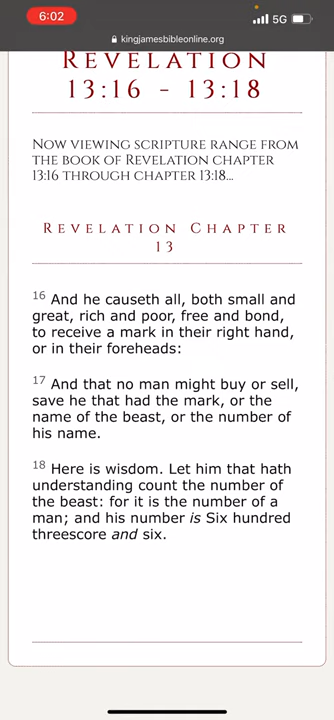 6:02
5G
kingjamesbibleonline.org
Revelation
13:16 - 13:18
Now viewing scripture range from
the book of Revelation chapter
13:16 through chapter 13:18...
Revelation Chapter
13
16 And he causeth all, both small and
great, rich and poor, free and bond,
to receive a mark in their right hand,
or in their foreheads:
17 And that no man might buy or sell,
save he that had the mark, or the
name of the beast, or the number of
his name.
18 Here is wisdom. Let him that hath
understanding count the number of
the beast: for it is the number of a
man; and his number is Six hundred
threescore and six.